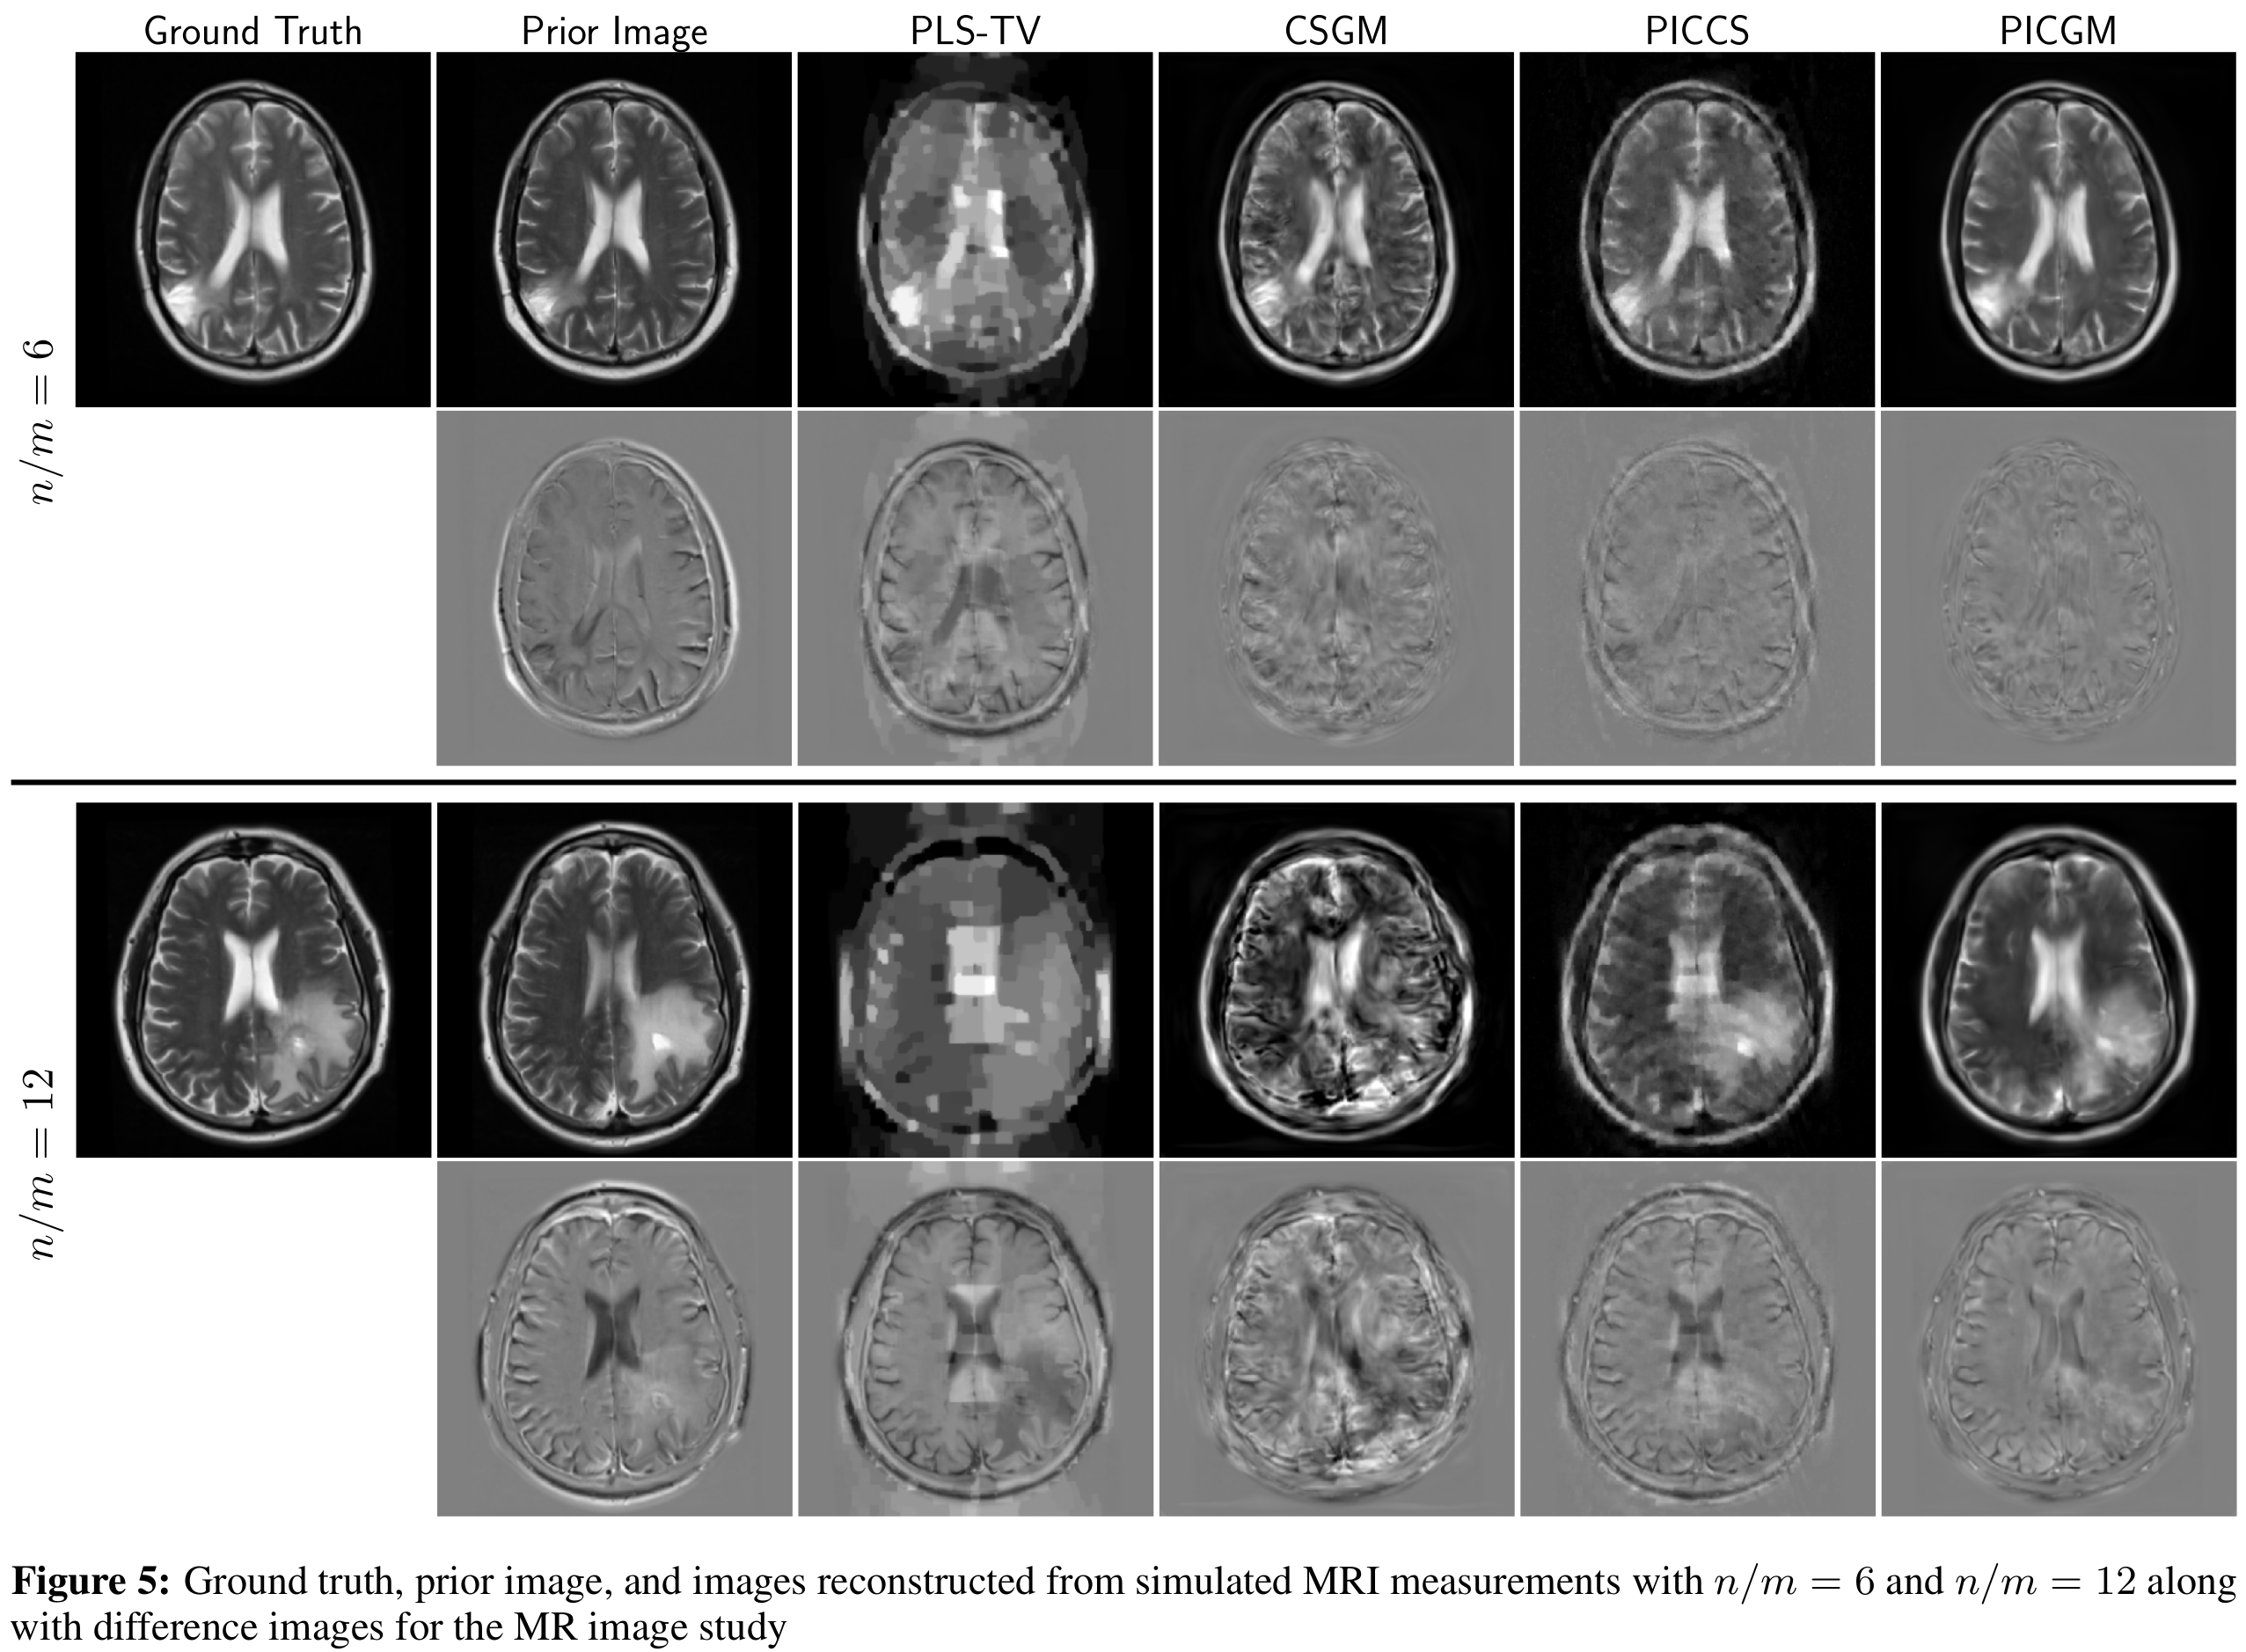 Ground Truth
Prior Image
PLS-TV
CSGM
PICCS
PICGM
n/m = 6
n/m = 12
Figure 5: Ground truth, prior image, and images reconstructed from simulated MRI measurements with n/m = 6 and n/m = 12 along
with difference images for the MR image study